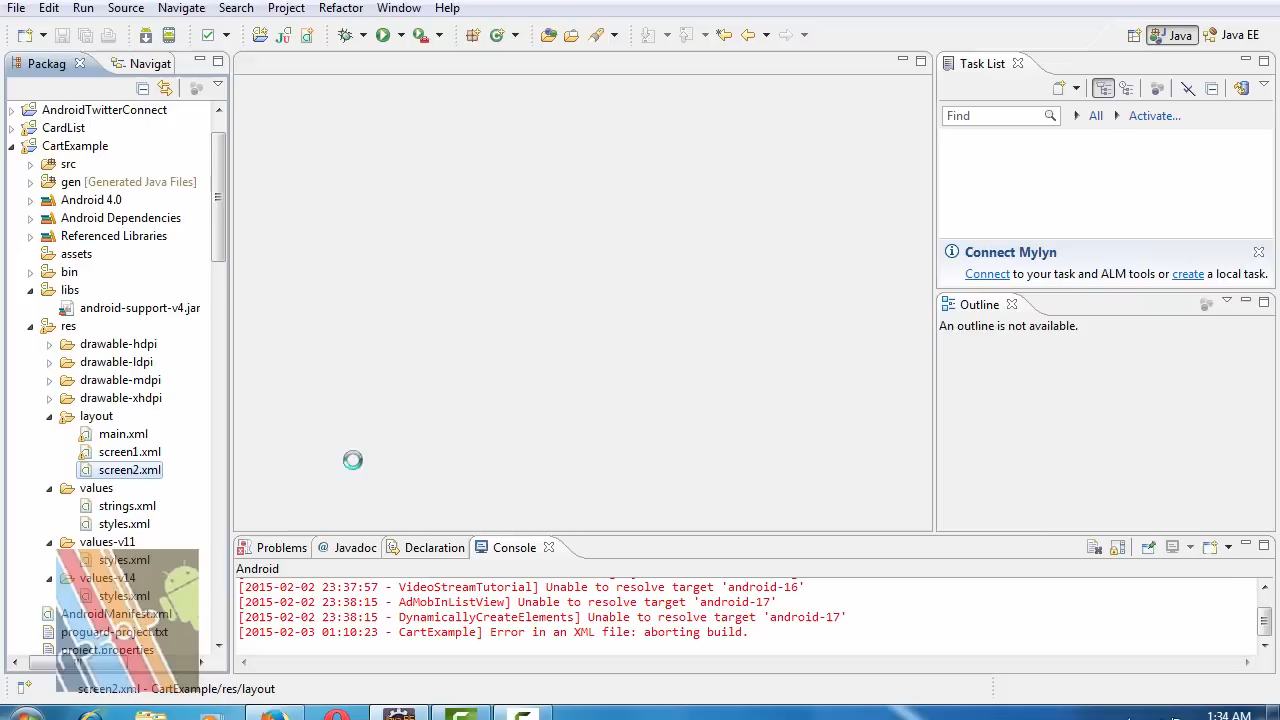 File Edit Run Source Navigate Search Project Refactor Window Help
Java Java EE
Packag Navigat
AndroidTwitterConnect
CardList
CartExample
src
gen [Generated Java Files]
Android 4.0
Android Dependencies
Referenced Libraries
assets
bin
libs
android-support-v4.jar
res
drawable-hdpi
drawable-ldpi
drawable-mdpi
drawable-xhdpi
layout
main.xml
screen1.xml
screen2.xml
values
strings.xml
styles.xml
values-v11
styles.xml
values-v14
styles.xml
AndroidManifest.xml
proguard-project.txt
project.properties
Task List
Find All Activate...
Connect Mylyn
Connect to your task and ALM tools or create a local task.
Outline
An outline is not available.
Problems Javadoc Declaration Console
Android
[2015-02-02 23:37:57 - VideoStreamTutorial] Unable to resolve target 'android-16'
[2015-02-02 23:38:15 - AdMobInListView] Unable to resolve target 'android-17'
[2015-02-02 23:38:15 - DynamicallyCreateElements] Unable to resolve target 'android-17'
[2015-02-03 01:10:23 - CartExample] Error in an XML file: aborting build.
screen2.xml - CartExample/res/layout
1:34 AM